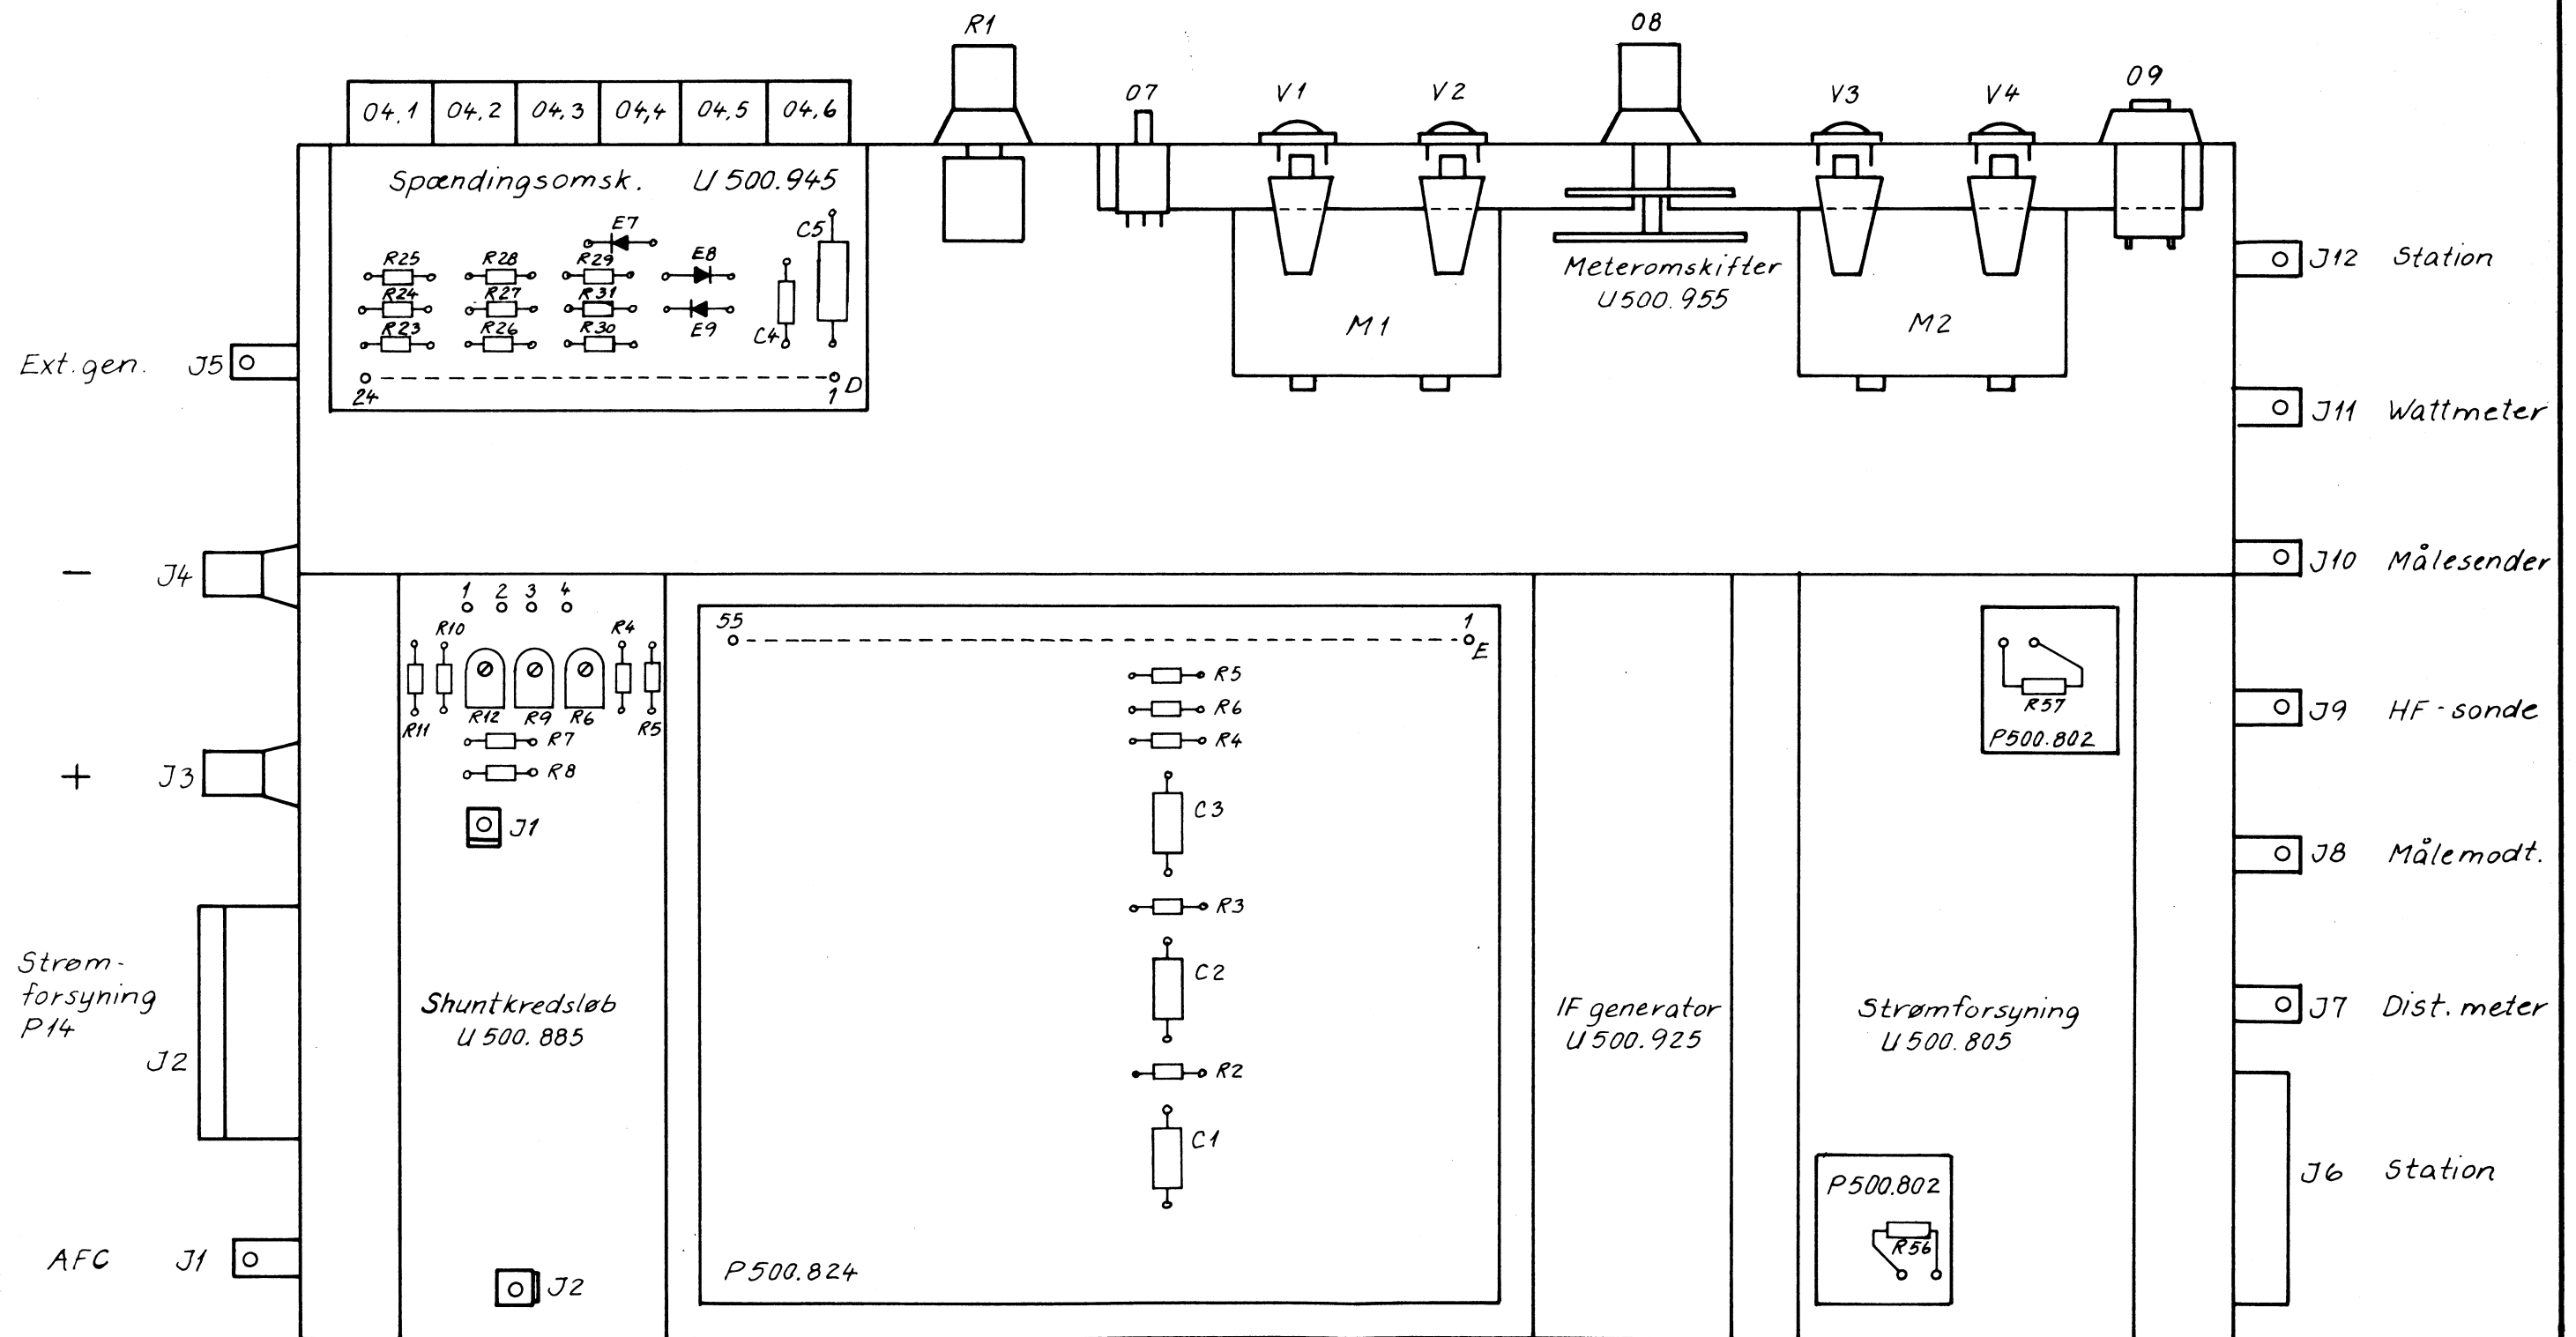 R1
08
07
V1
V2
V3
V4
09
04.1
04.2
04.3
04,4
04.5
04.6
Spændingsomsk. U 500.945
E7
C5
R25
R28
R29
E8
R24
R27
R31
C4
E9
R23
R26
R30
24
1
D
Meteromskifter
U500.955
M1
M2
J12 Station
J11 Wattmeter
J10 Målesender
J9 HF-sonde
J8 Målemodt.
J7 Dist. meter
J6 Station
Ext. gen. J5
− J4
+ J3
Strøm-
forsyning
P14
J2
AFC J1
1 2 3 4
R10
R4
R11
R12
R9
R6
R5
R7
R8
J1
Shuntkredsløb
U 500.885
J2
55
1
E
R5
R6
R4
C3
R3
C2
R2
C1
P500.824
IF generator
U 500.925
R57
P500.802
Strømforsyning
U 500.805
P500.802
R56